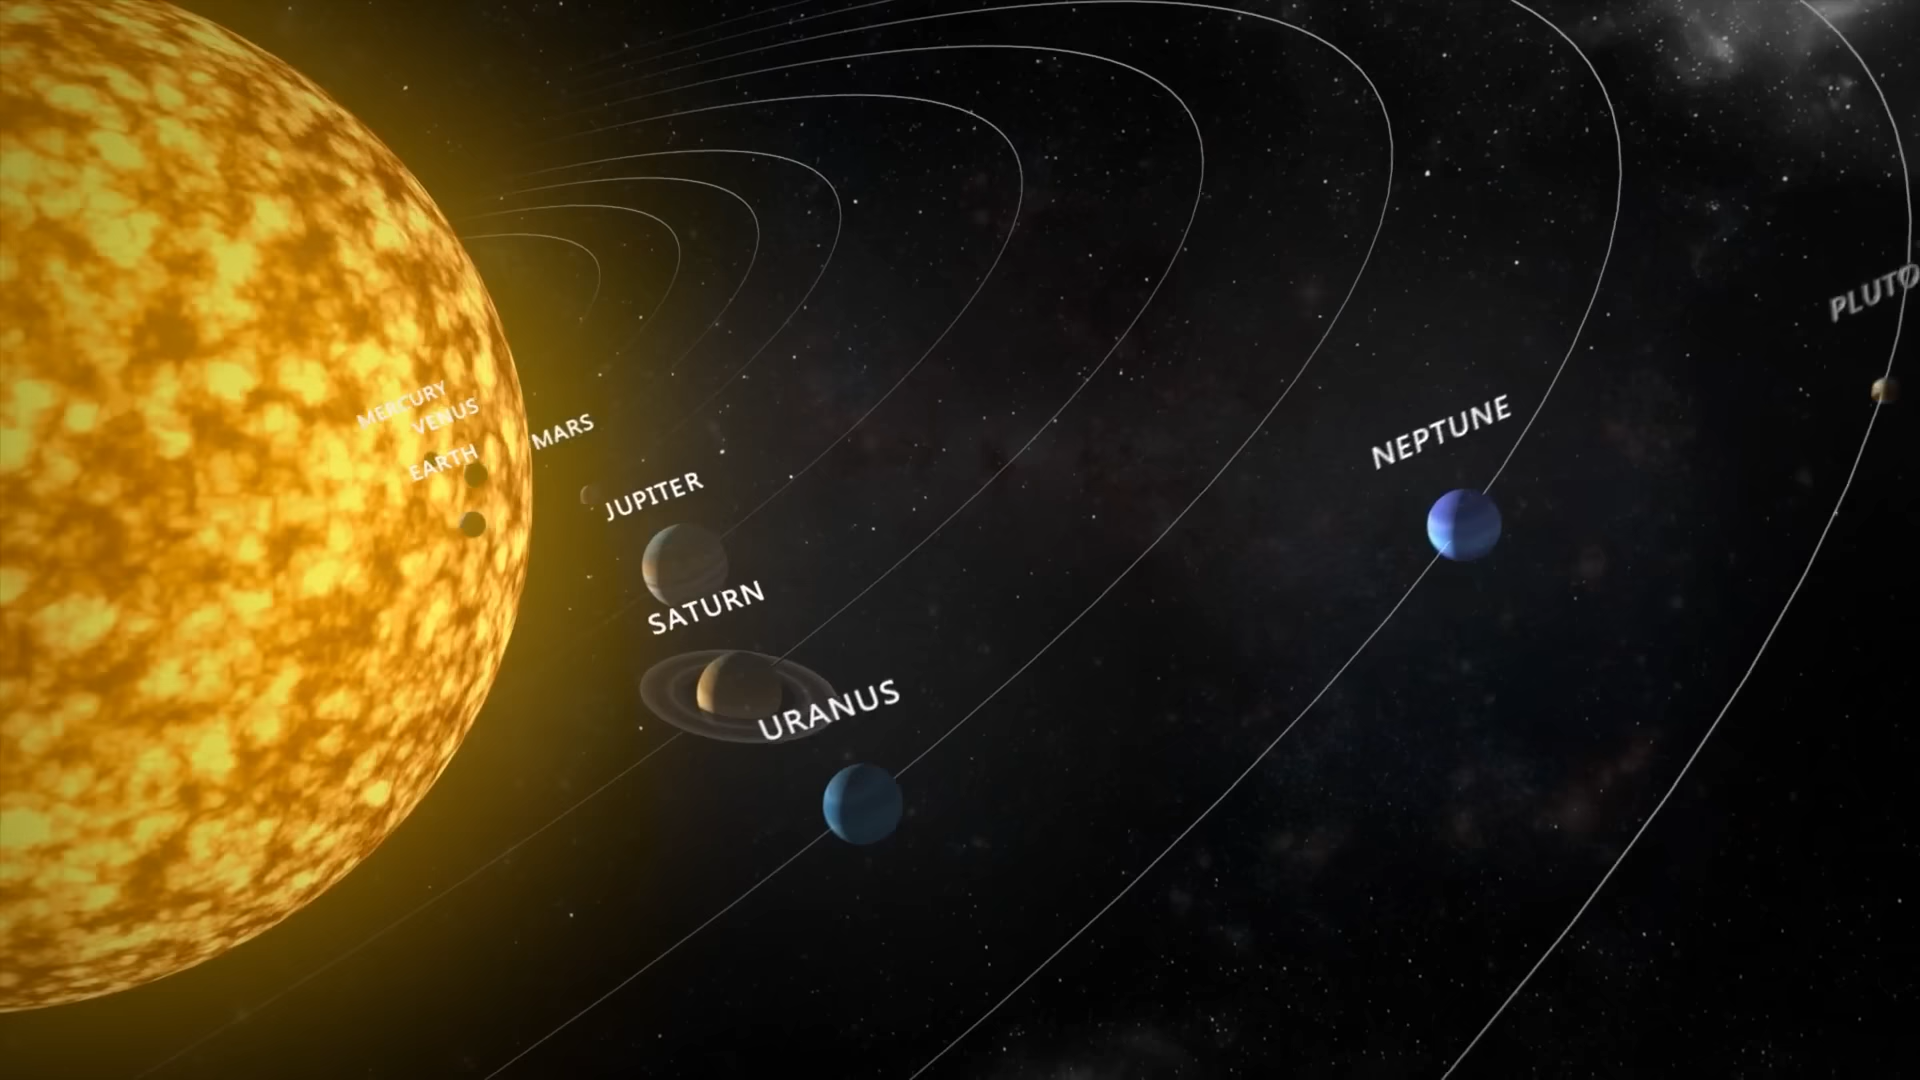 MERCURY
VENUS
EARTH
MARS
JUPITER
SATURN
URANUS
NEPTUNE
PLUTO